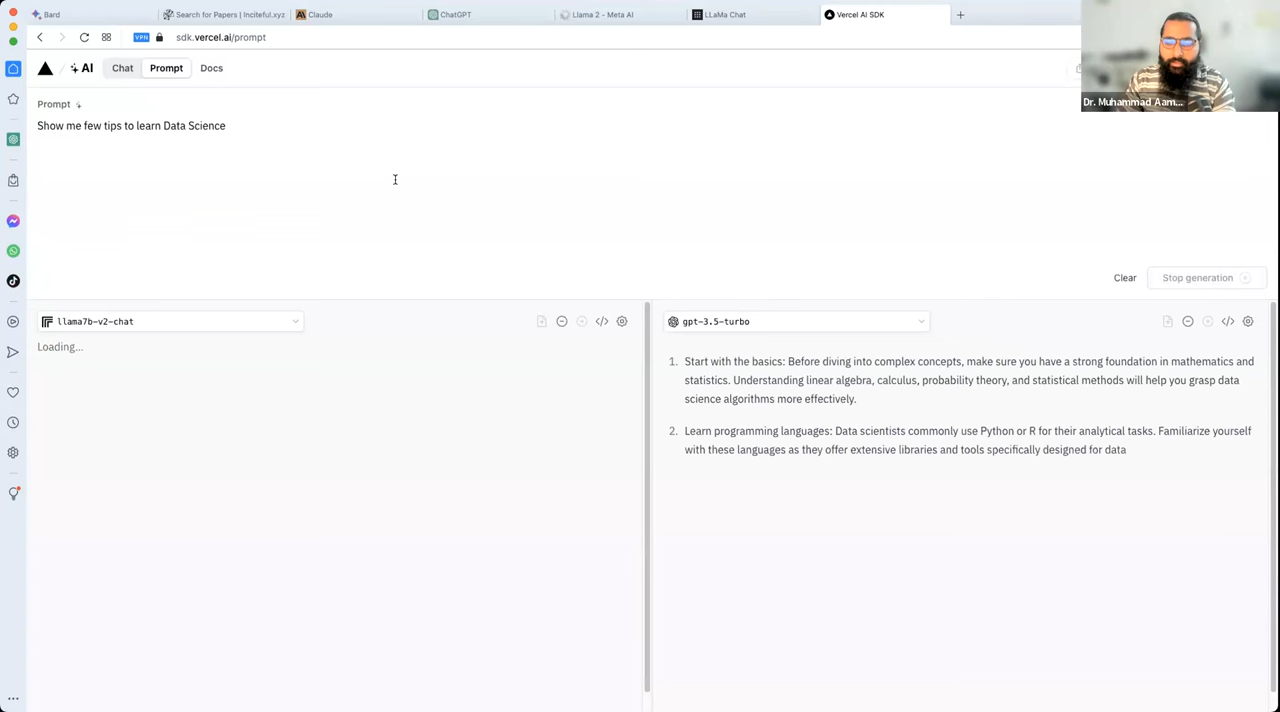 Bard
Search for Papers | Inciteful.xyz
Claude
ChatGPT
Llama 2 - Meta AI
LLaMa Chat
Vercel AI SDK
VPN
sdk.vercel.ai/prompt
AI
Chat
Prompt
Docs
Dr. Muhammad Aam...
Prompt
Show me few tips to learn Data Science
Clear
Stop generation
llama7b-v2-chat
Loading...
gpt-3.5-turbo
1. Start with the basics: Before diving into complex concepts, make sure you have a strong foundation in mathematics and
statistics. Understanding linear algebra, calculus, probability theory, and statistical methods will help you grasp data
science algorithms more effectively.
2. Learn programming languages: Data scientists commonly use Python or R for their analytical tasks. Familiarize yourself
with these languages as they offer extensive libraries and tools specifically designed for data